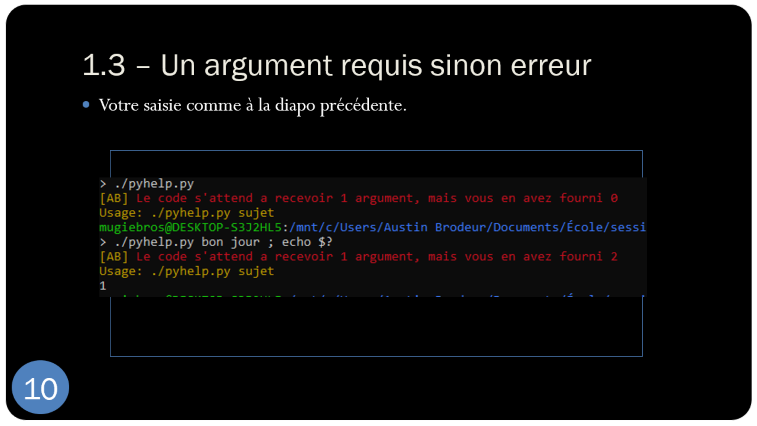 1.3 – Un argument requis sinon erreur
Votre saisie comme à la diapo précédente.
> ./pyhelp.py
[AB] Le code s'attend a recevoir 1 argument, mais vous en avez fourni 0
Usage: ./pyhelp.py sujet
mugiebros@DESKTOP-S3J2HL5:/mnt/c/Users/Austin Brodeur/Documents/École/sessi
> ./pyhelp.py bon jour ; echo $?
[AB] Le code s'attend a recevoir 1 argument, mais vous en avez fourni 2
Usage: ./pyhelp.py sujet
1
10